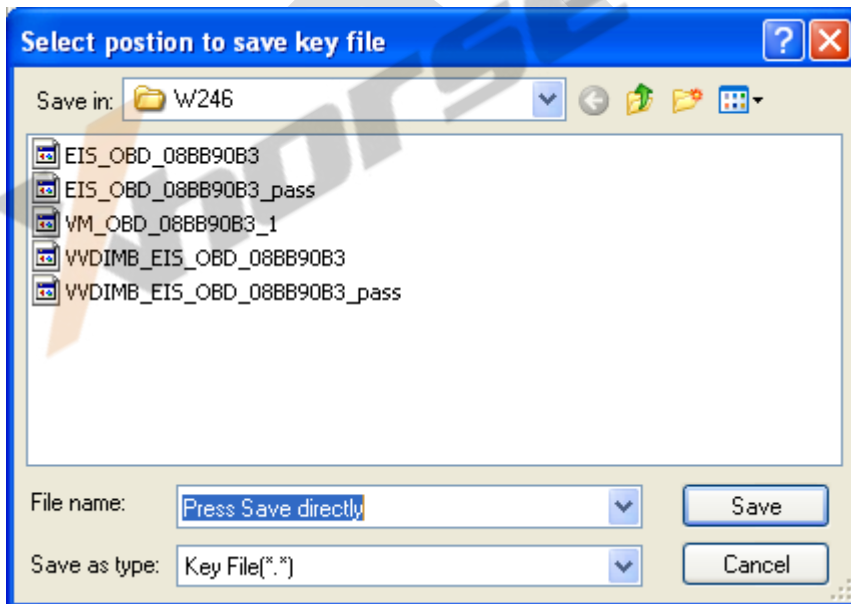 Select postion to save key file
Save in: W246
EIS_OBD_08BB90B3
EIS_OBD_08BB90B3_pass
VM_OBD_08BB90B3_1
VVDIMB_EIS_OBD_08BB90B3
VVDIMB_EIS_OBD_08BB90B3_pass
File name: Press Save directly Save
Save as type: Key File(*.*) Cancel